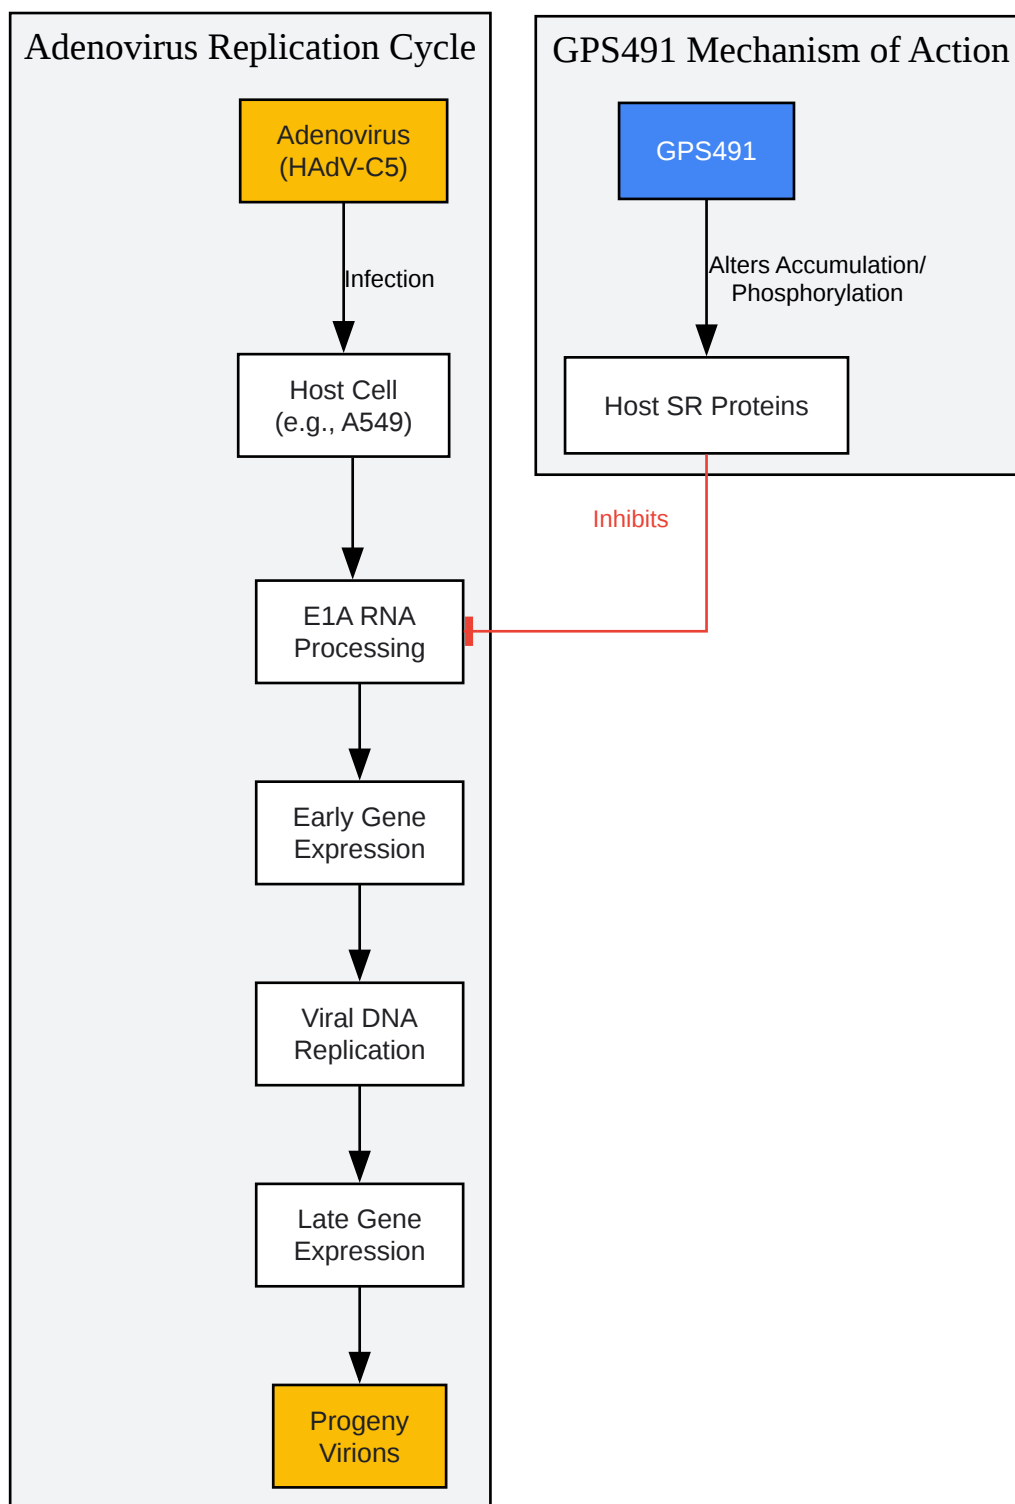 Adenovirus Replication Cycle
Adenovirus
(HAdV-C5)
Infection
Host Cell
(e.g., A549)
E1A RNA
Processing
Early Gene
Expression
Viral DNA
Replication
Late Gene
Expression
Progeny
Virions
GPS491 Mechanism of Action
GPS491
Alters Accumulation/
Phosphorylation
Host SR Proteins
Inhibits